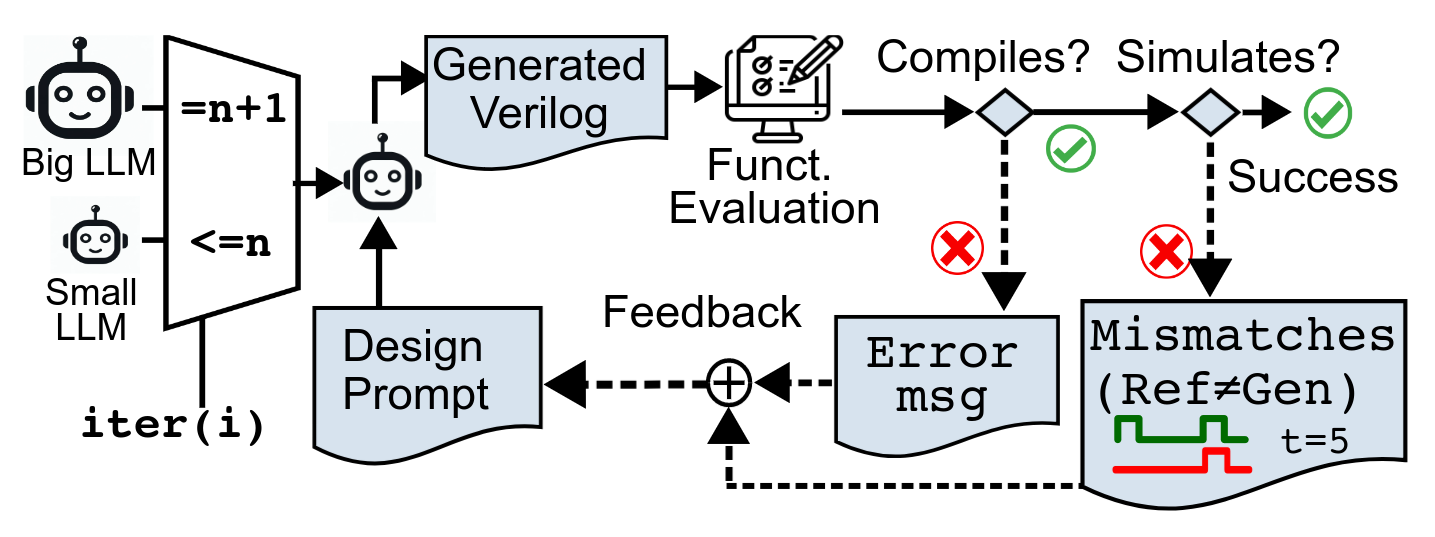 Big LLM
Small
LLM
=n+1
<=n
iter(i)
Generated
Verilog
Funct.
Evaluation
Compiles?
Simulates?
Success
Design
Prompt
Feedback
Error
msg
Mismatches
(Ref≠Gen)
t=5